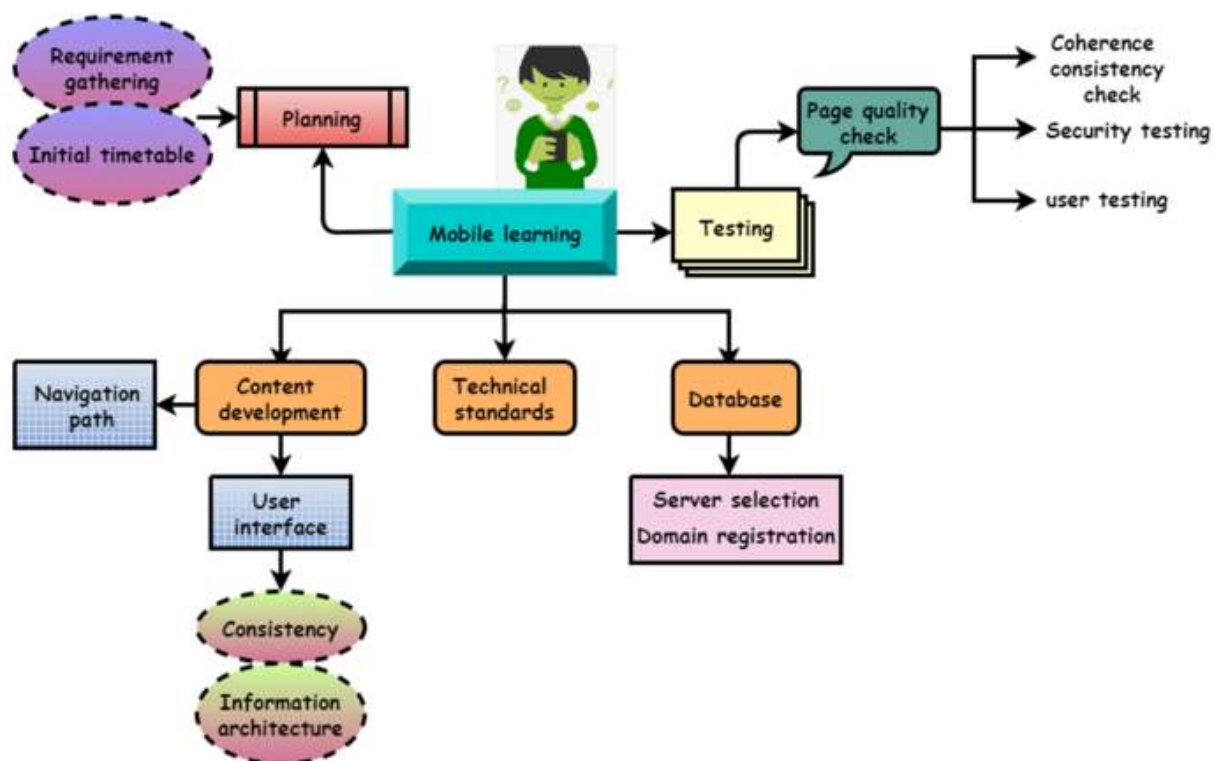 Requirement
gathering
Initial timetable
Planning
Mobile learning
Testing
Page quality
check
Coherence
consistency
check
Security testing
user testing
Navigation
path
Content
development
Technical
standards
Database
User
interface
Server selection
Domain registration
Consistency
Information
architecture